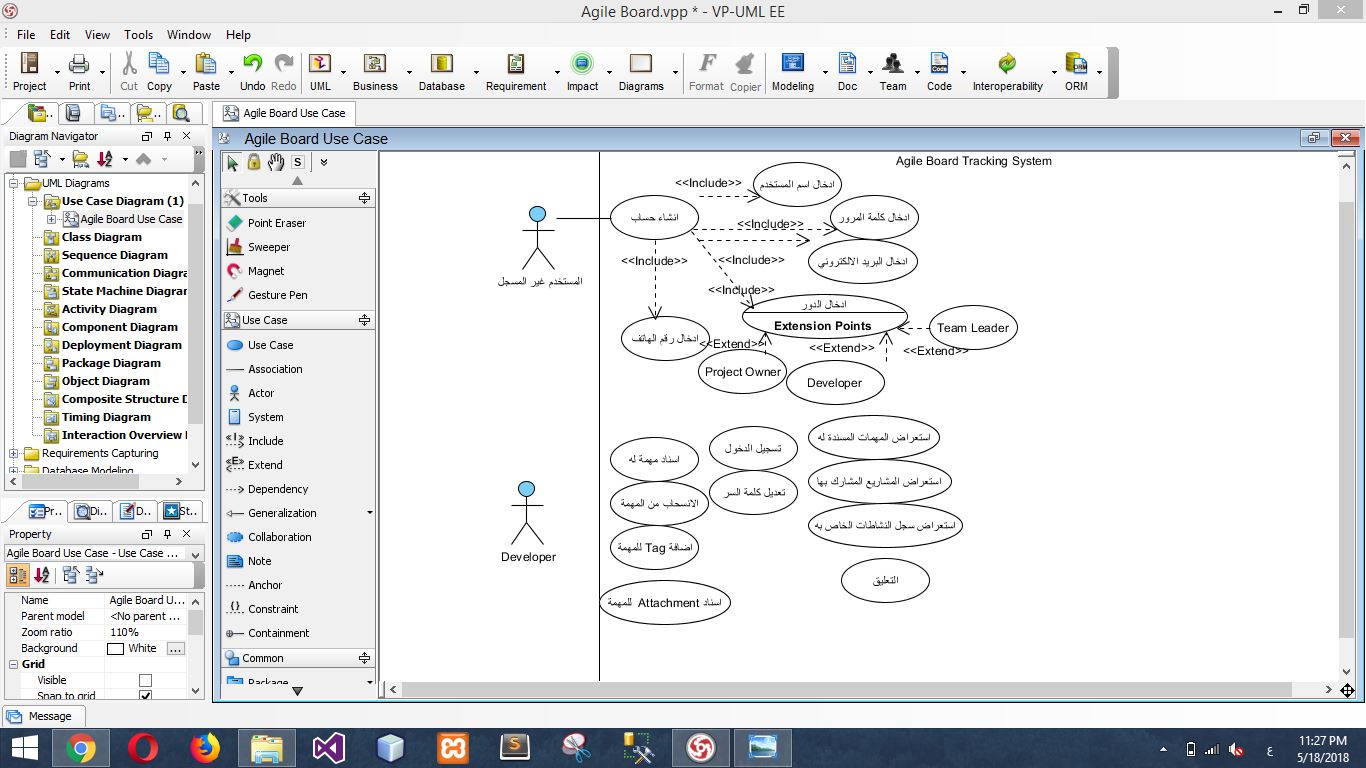 Agile Board.vpp * - VP-UML EE
File Edit View Tools Window Help
Project Print Cut Copy Paste Undo Redo UML Business Database Requirement Impact Diagrams Format Copier Modeling Doc Team Code Interoperability ORM
Agile Board Use Case
Diagram Navigator
Agile Board Use Case
UML Diagrams
Use Case Diagram (1)
Agile Board Use Case
Class Diagram
Sequence Diagram
Communication Diagra
State Machine Diagrar
Activity Diagram
Component Diagram
Deployment Diagram
Package Diagram
Object Diagram
Composite Structure D
Timing Diagram
Interaction Overview
Requirements Capturing
Database Modeling
Pr.. Di.. D.. St..
Property
Agile Board Use Case - Use Case ...
Name Agile Board U...
Parent model <No parent ...
Zoom ratio 110%
Background White ...
Grid
Visible
Snap to grid
Message
S
Tools
Point Eraser
Sweeper
Magnet
Gesture Pen
Use Case
Use Case
Association
Actor
System
Include
Extend
Dependency
Generalization
Collaboration
Note
Anchor
Constraint
Containment
Common
Package
Agile Board Tracking System
<<Include>>
ادخال اسم المستخدم
انشاء حساب
ادخال كلمة المرور
<<Include>>
<<Include>>
<<Include>>
ادخال البريد الالكتروني
المستخدم غير المسجل
<<Include>>
ادخال الدور
Extension Points
Team Leader
ادخال رقم الهاتف
<<Extend>>
<<Extend>>
<<Extend>>
Project Owner
Developer
استعراض المهمات المسندة له
تسجيل الدخول
اسناد مهمة له
استعراض المشاريع المشارك بها
تعديل كلمة السر
الانسحاب من المهمة
استعراض سجل النشاطات الخاص به
اضافة Tag للمهمة
Developer
التعليق
اسناد Attachment للمهمة
ع
11:27 PM
5/18/2018